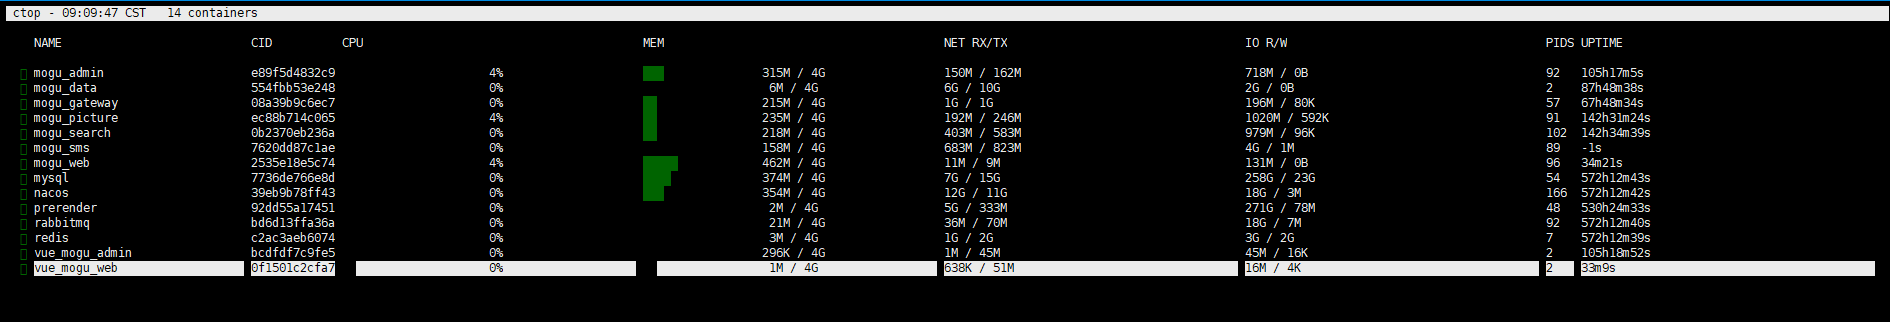 ctop - 09:09:47 CST 14 containers
NAME CID CPU MEM NET RX/TX IO R/W PIDS UPTIME
mogu_admin e89f5d4832c9 4% 315M / 4G 150M / 162M 718M / 0B 92 105h17m5s
mogu_data 554fbb53e248 0% 6M / 4G 6G / 10G 2G / 0B 2 87h48m38s
mogu_gateway 08a39b9c6ec7 0% 215M / 4G 1G / 1G 196M / 80K 57 67h48m34s
mogu_picture ec88b714c065 4% 235M / 4G 192M / 246M 1020M / 592K 91 142h31m24s
mogu_search 0b2370eb236a 0% 218M / 4G 403M / 583M 979M / 96K 102 142h34m39s
mogu_sms 7620dd87c1ae 0% 158M / 4G 683M / 823M 4G / 1M 89 -1s
mogu_web 2535e18e5c74 4% 462M / 4G 11M / 9M 131M / 0B 96 34m21s
mysql 7736de766e8d 0% 374M / 4G 7G / 15G 258G / 23G 54 572h12m43s
nacos 39eb9b78ff43 0% 354M / 4G 12G / 11G 18G / 3M 166 572h12m42s
prerender 92dd55a17451 0% 2M / 4G 5G / 333M 271G / 78M 48 530h24m33s
rabbitmq bd6d13ffa36a 0% 21M / 4G 36M / 70M 18G / 7M 92 572h12m40s
redis c2ac3aeb6074 0% 3M / 4G 1G / 2G 3G / 2G 7 572h12m39s
vue_mogu_admin bcdfdf7c9fe5 0% 296K / 4G 1M / 45M 45M / 16K 2 105h18m52s
vue_mogu_web 0f1501c2cfa7 0% 1M / 4G 638K / 51M 16M / 4K 2 33m9s